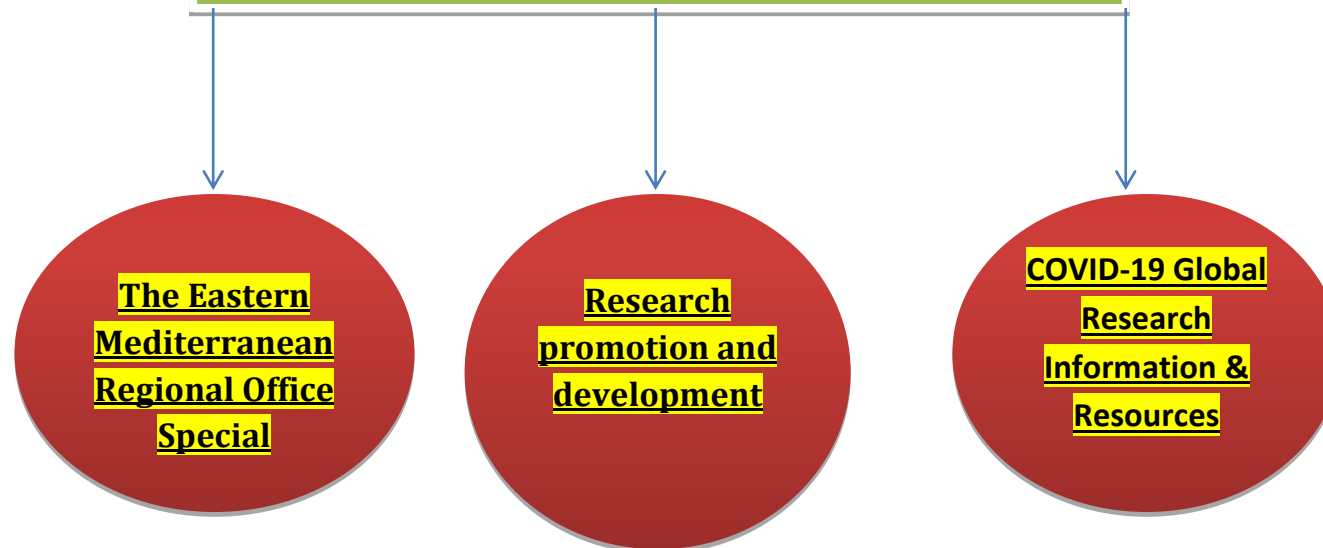 The Eastern
Mediterranean
Regional Office
Special
Research
promotion and
development
COVID-19 Global
Research
Information &
Resources